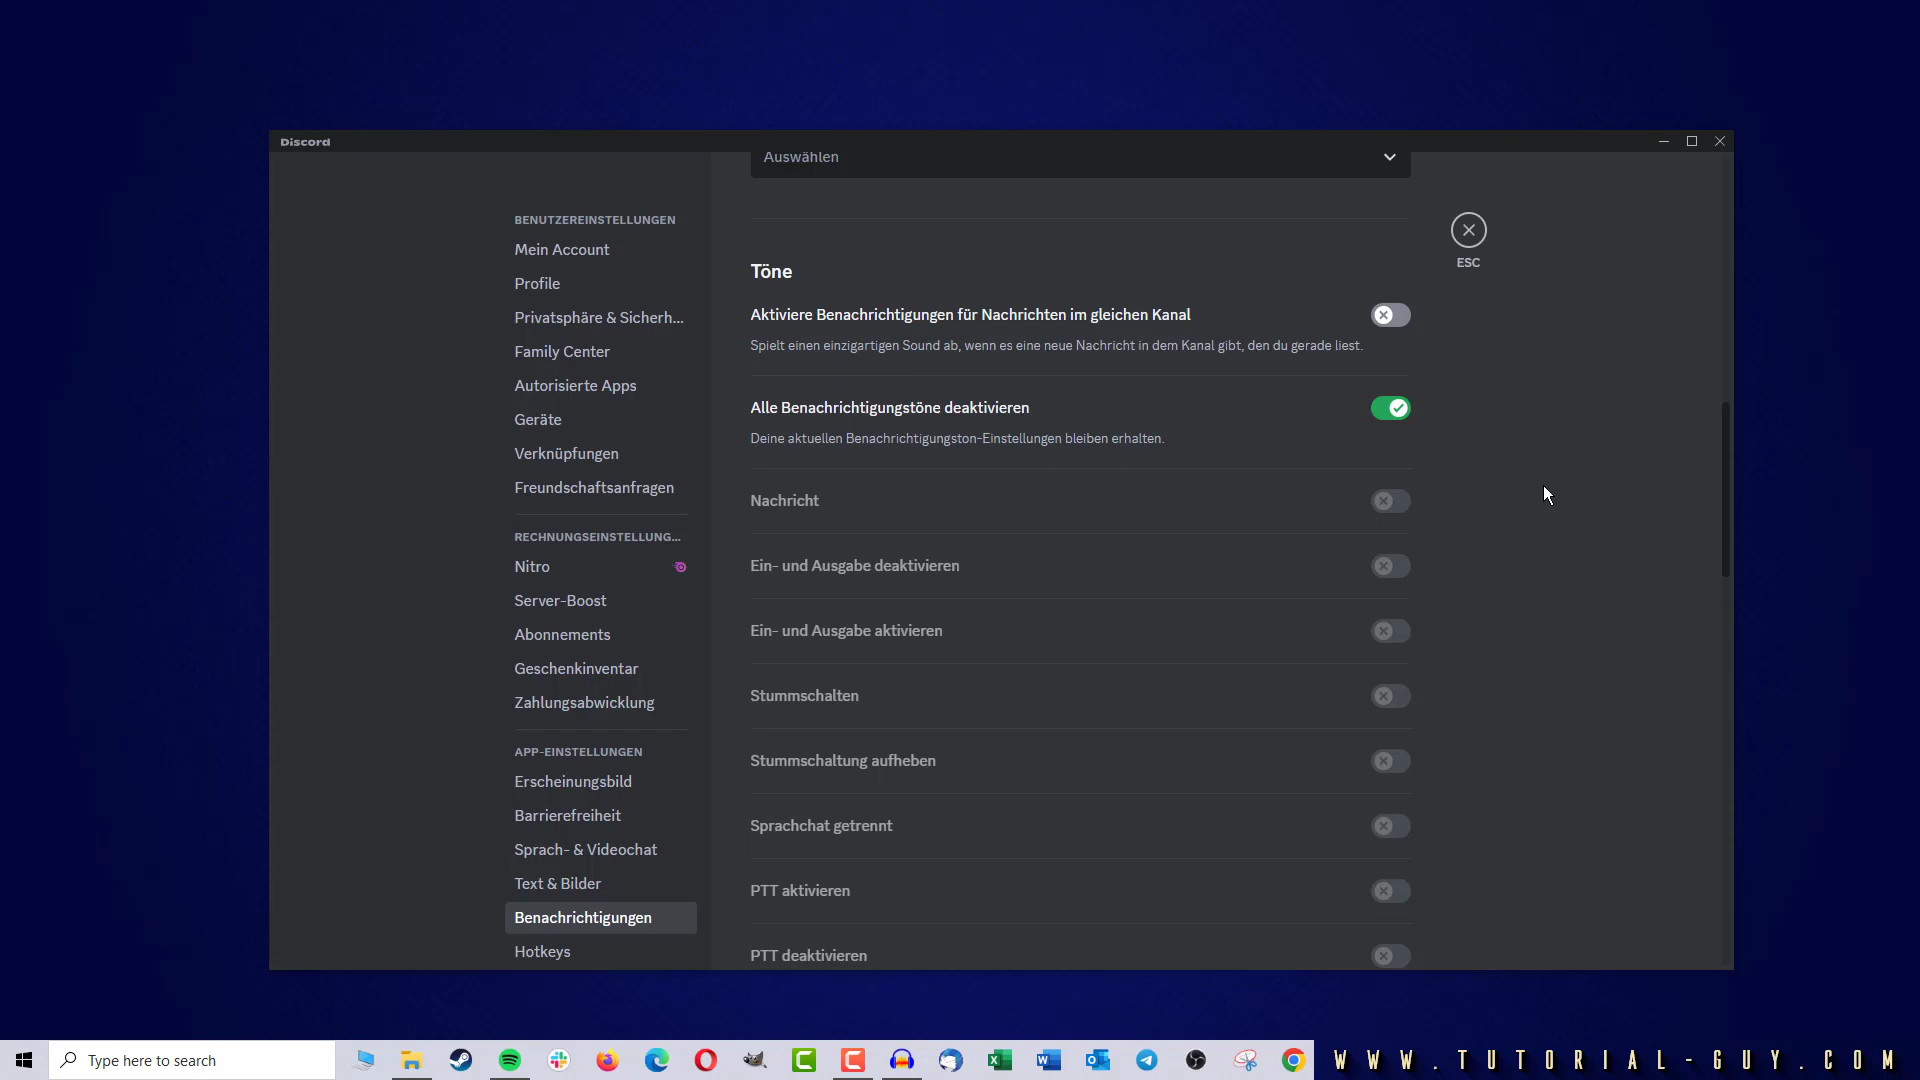 Discord
Auswählen
BENUTZEREINSTELLUNGEN
Mein Account
Profile
Privatsphäre & Sicherh...
Family Center
Autorisierte Apps
Geräte
Verknüpfungen
Freundschaftsanfragen
RECHNUNGSEINSTELLUNG...
Nitro
Server-Boost
Abonnements
Geschenkinventar
Zahlungsabwicklung
APP-EINSTELLUNGEN
Erscheinungsbild
Barrierefreiheit
Sprach- & Videochat
Text & Bilder
Benachrichtigungen
Hotkeys
Töne
Aktiviere Benachrichtigungen für Nachrichten im gleichen Kanal
Spielt einen einzigartigen Sound ab, wenn es eine neue Nachricht in dem Kanal gibt, den du gerade liest.
Alle Benachrichtigungstöne deaktivieren
Deine aktuellen Benachrichtigungston-Einstellungen bleiben erhalten.
Nachricht
Ein- und Ausgabe deaktivieren
Ein- und Ausgabe aktivieren
Stummschalten
Stummschaltung aufheben
Sprachchat getrennt
PTT aktivieren
PTT deaktivieren
ESC
Type here to search
WWW.TUTORIAL-GUY.COM